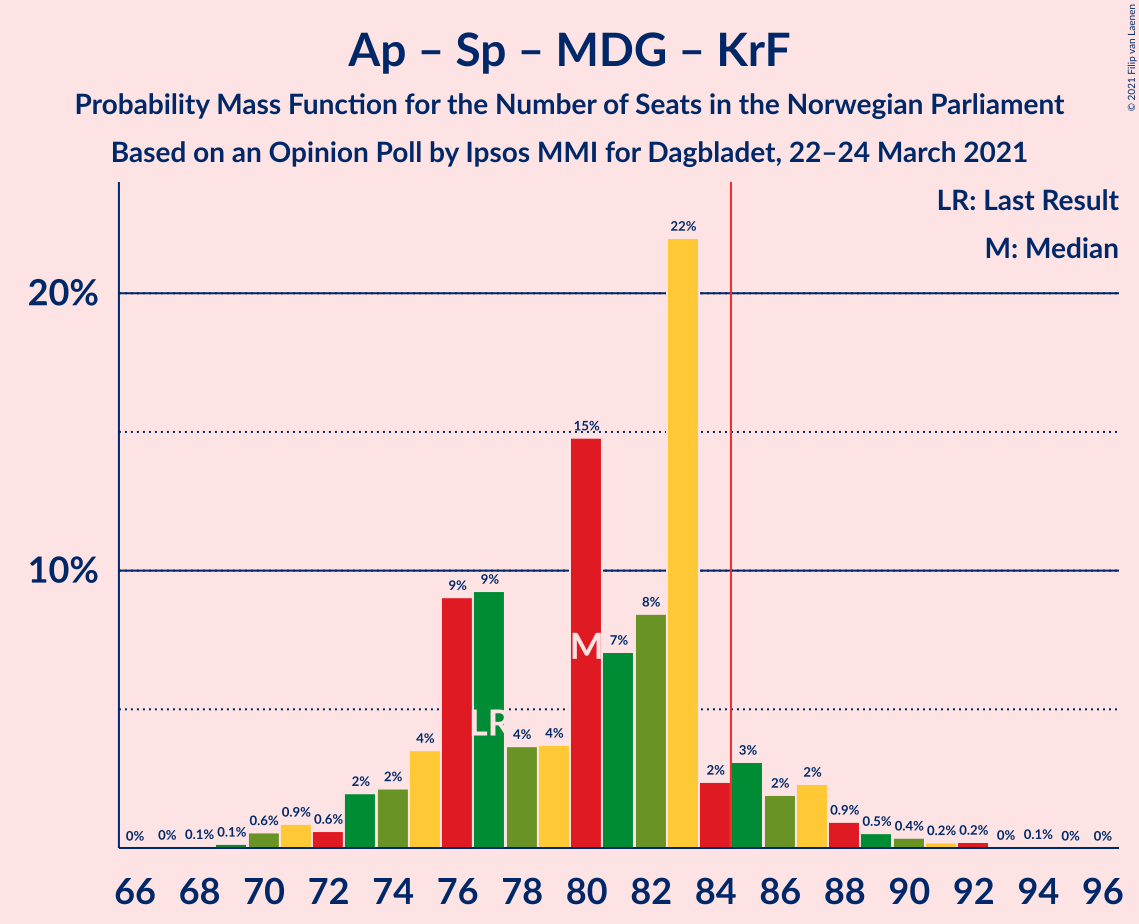 Ap – Sp – MDG – KrF
Probability Mass Function for the Number of Seats in the Norwegian Parliament
Based on an Opinion Poll by Ipsos MMI for Dagbladet, 22–24 March 2021
© 2021 Filip van Laenen
LR: Last Result
M: Median
20%
10%
0% 0% 0.1% 0.1% 0.6% 0.9% 0.6% 2% 2% 4% 9% 9% 4% 4% 15% 7% 8% 22% 2% 3% 2% 2% 0.9% 0.5% 0.4% 0.2% 0.2% 0% 0.1% 0% 0%
LR
M
66 68 70 72 74 76 78 80 82 84 86 88 90 92 94 96